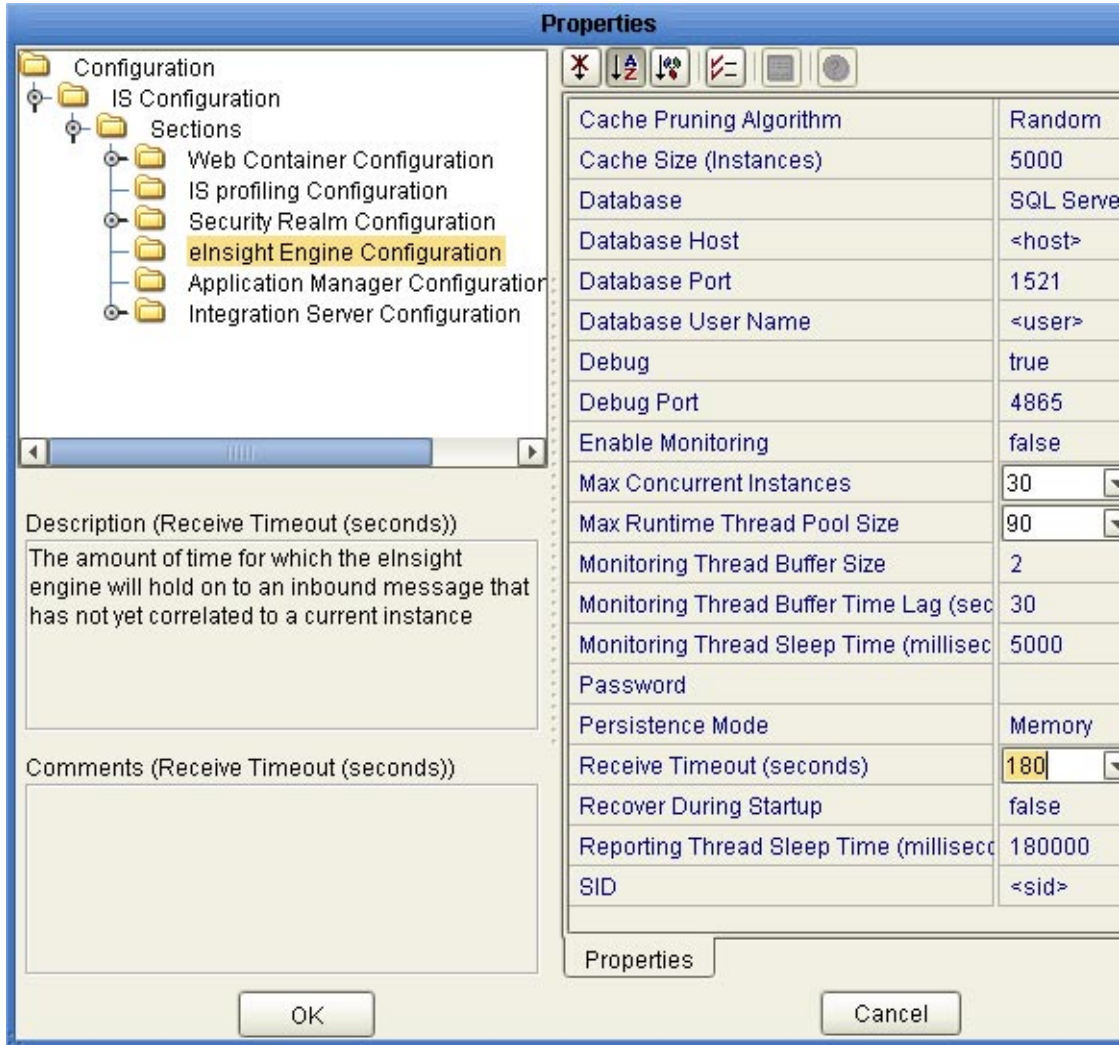 Properties
Configuration
IS Configuration
Sections
Web Container Configuration
IS profiling Configuration
Security Realm Configuration
eInsight Engine Configuration
Application Manager Configuration
Integration Server Configuration
Description (Receive Timeout (seconds))
The amount of time for which the eInsight
engine will hold on to an inbound message that
has not yet correlated to a current instance
Comments (Receive Timeout (seconds))
Cache Pruning Algorithm Random
Cache Size (Instances) 5000
Database SQL Serve
Database Host <host>
Database Port 1521
Database User Name <user>
Debug true
Debug Port 4865
Enable Monitoring false
Max Concurrent Instances 30
Max Runtime Thread Pool Size 90
Monitoring Thread Buffer Size 2
Monitoring Thread Buffer Time Lag (sec 30
Monitoring Thread Sleep Time (millisec 5000
Password
Persistence Mode Memory
Receive Timeout (seconds) 180
Recover During Startup false
Reporting Thread Sleep Time (millisecc 180000
SID <sid>
Properties
OK Cancel